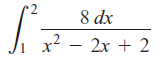 ∫₁² 8 dx / (x² − 2x + 2)